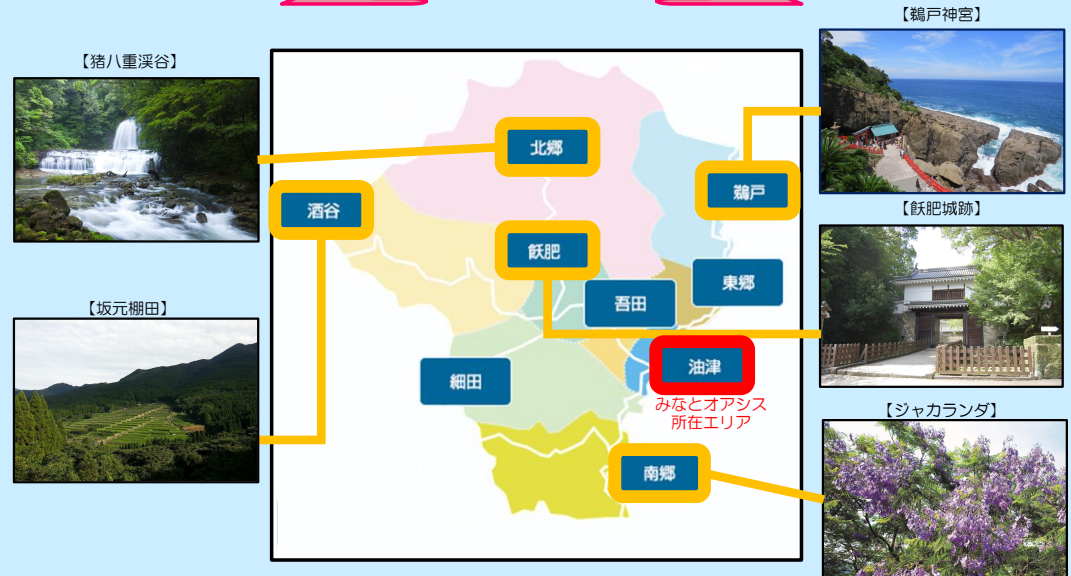 【鵜戸神宮】
【猪八重渓谷】
北郷
鵜戸
酒谷
【飫肥城跡】
飫肥
東郷
吾田
【坂元棚田】
油津
細田
みなとオアシス
所在エリア
【ジャカランダ】
南郷